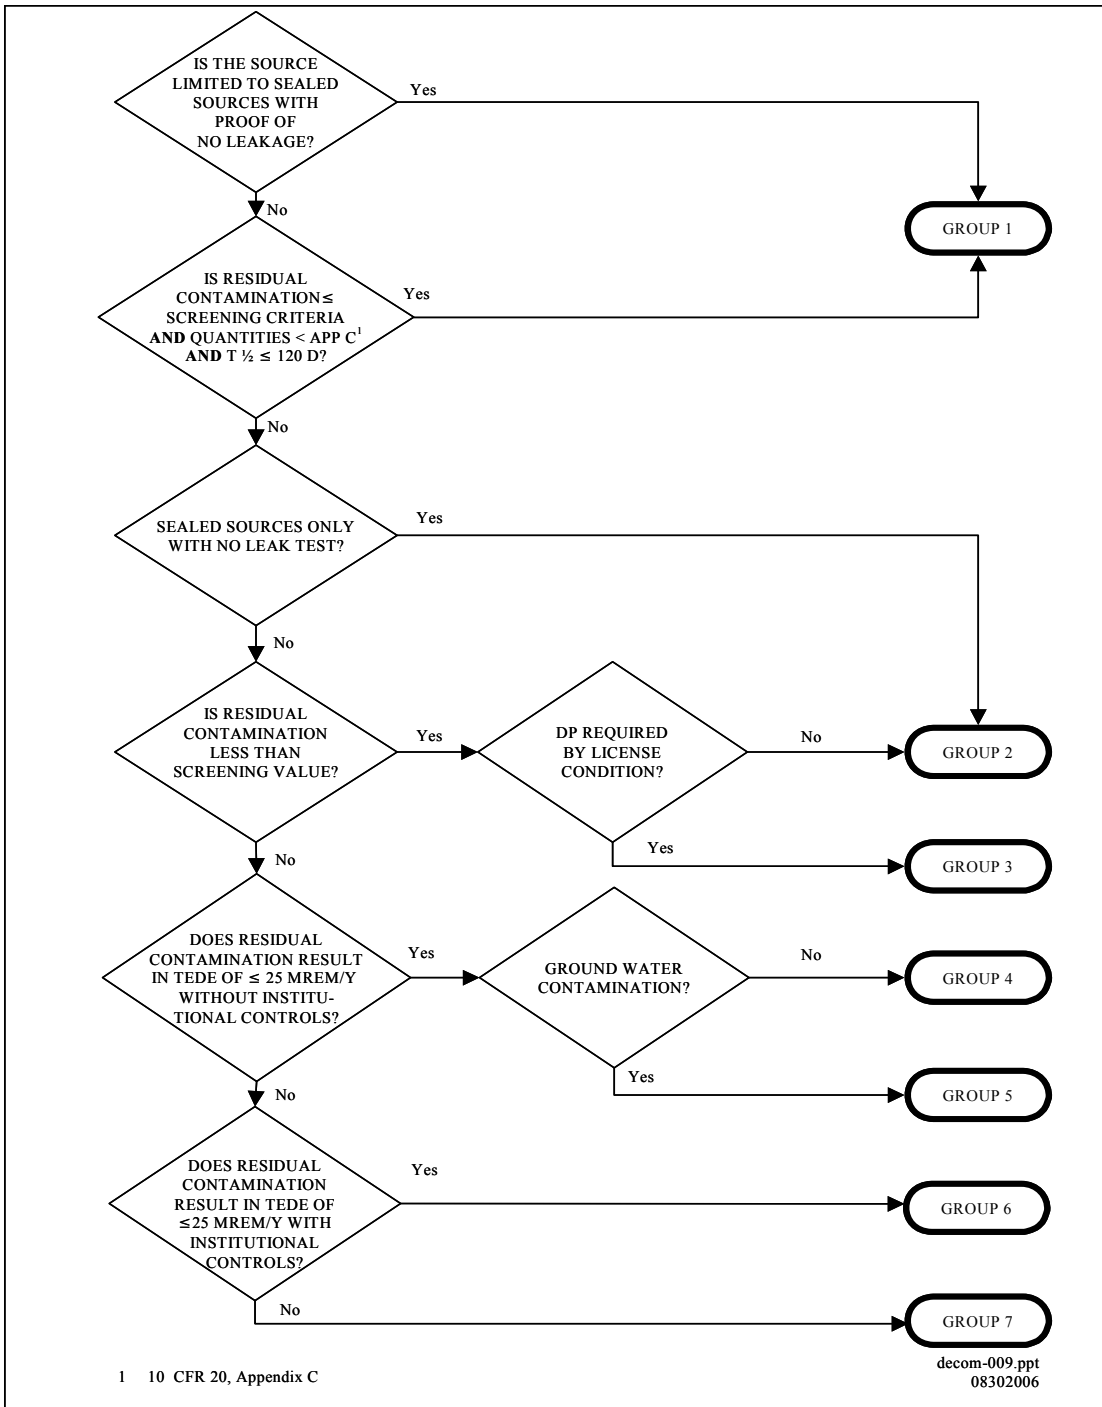 IS THE SOURCE
LIMITED TO SEALED
SOURCES WITH
PROOF OF
NO LEAKAGE?
Yes
No
GROUP 1
IS RESIDUAL
CONTAMINATION≤
SCREENING CRITERIA
AND QUANTITIES < APP C1
AND T ½ ≤ 120 D?
Yes
No
SEALED SOURCES ONLY
WITH NO LEAK TEST?
Yes
No
IS RESIDUAL
CONTAMINATION
LESS THAN
SCREENING VALUE?
Yes
DP REQUIRED
BY LICENSE
CONDITION?
No
GROUP 2
Yes
GROUP 3
No
DOES RESIDUAL
CONTAMINATION RESULT
IN TEDE OF ≤ 25 MREM/Y
WITHOUT INSTITU-
TIONAL CONTROLS?
Yes
GROUND WATER
CONTAMINATION?
No
GROUP 4
Yes
GROUP 5
No
DOES RESIDUAL
CONTAMINATION
RESULT IN TEDE OF
≤25 MREM/Y WITH
INSTITUTIONAL
CONTROLS?
Yes
GROUP 6
No
GROUP 7
1 10 CFR 20, Appendix C
decom-009.ppt
08302006